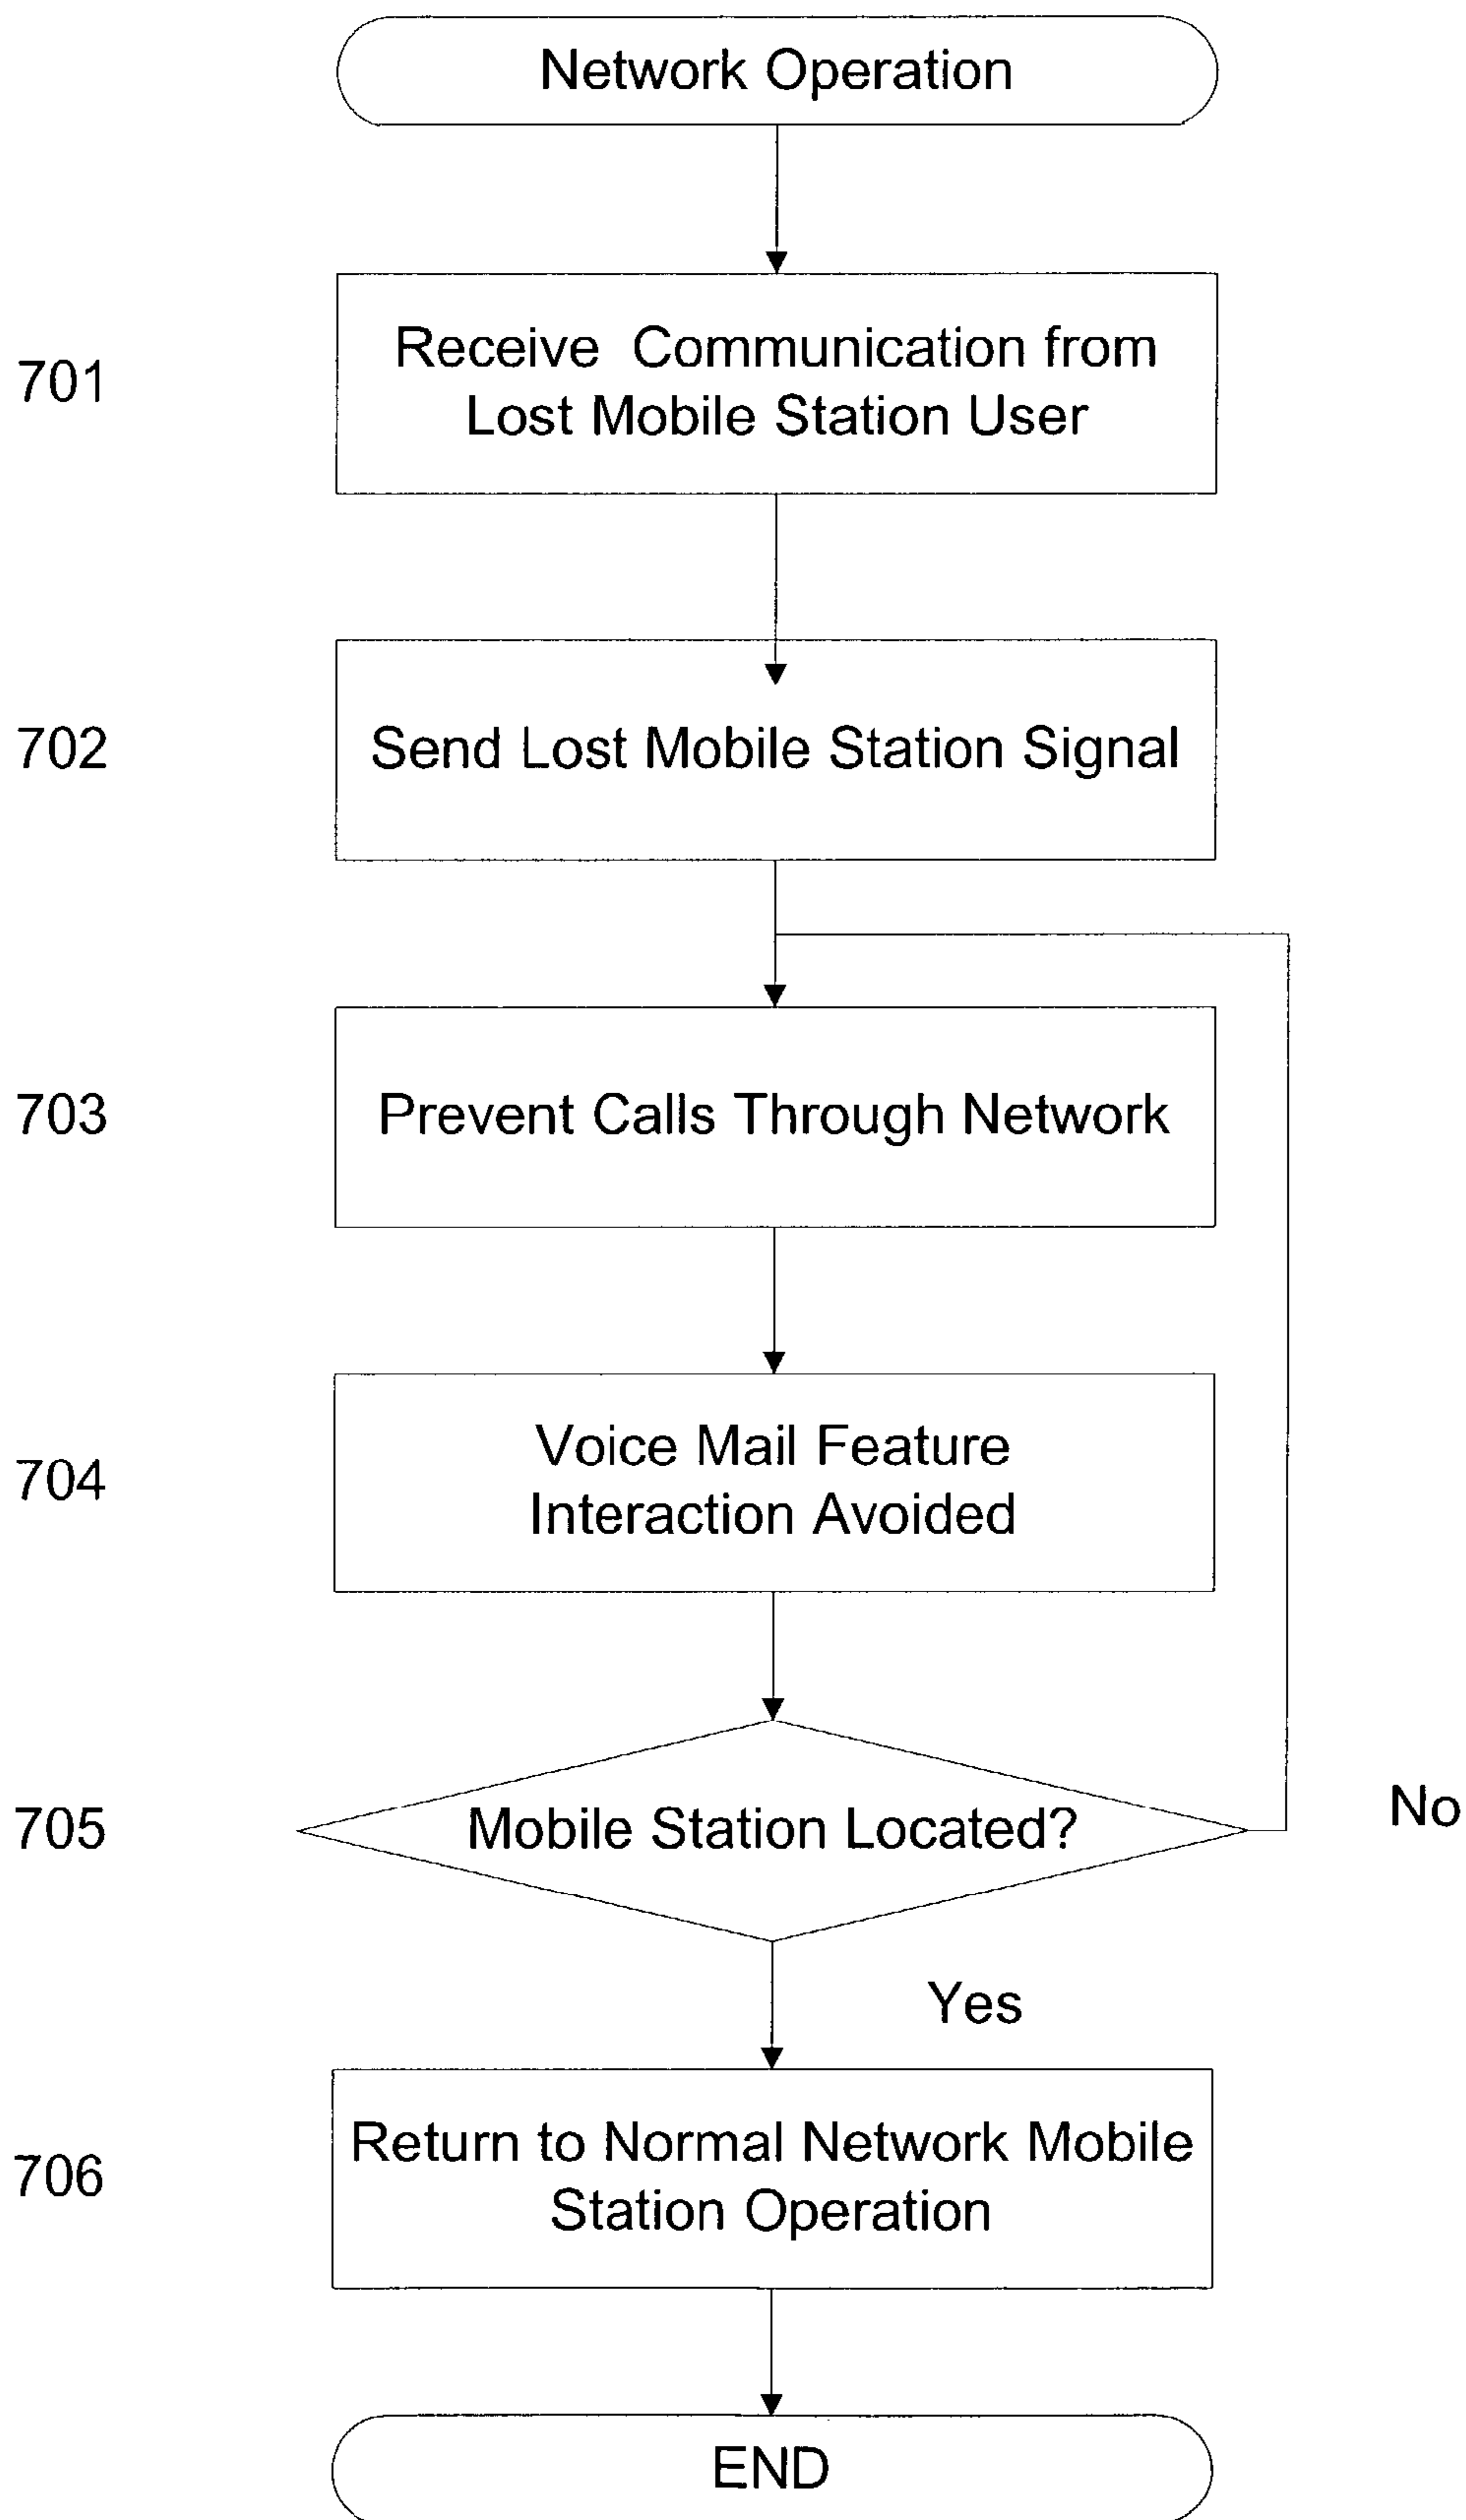 Network Operation
701
Receive Communication from
Lost Mobile Station User
702
Send Lost Mobile Station Signal
703
Prevent Calls Through Network
704
Voice Mail Feature
Interaction Avoided
705
Mobile Station Located?
No
Yes
706
Return to Normal Network Mobile
Station Operation
END